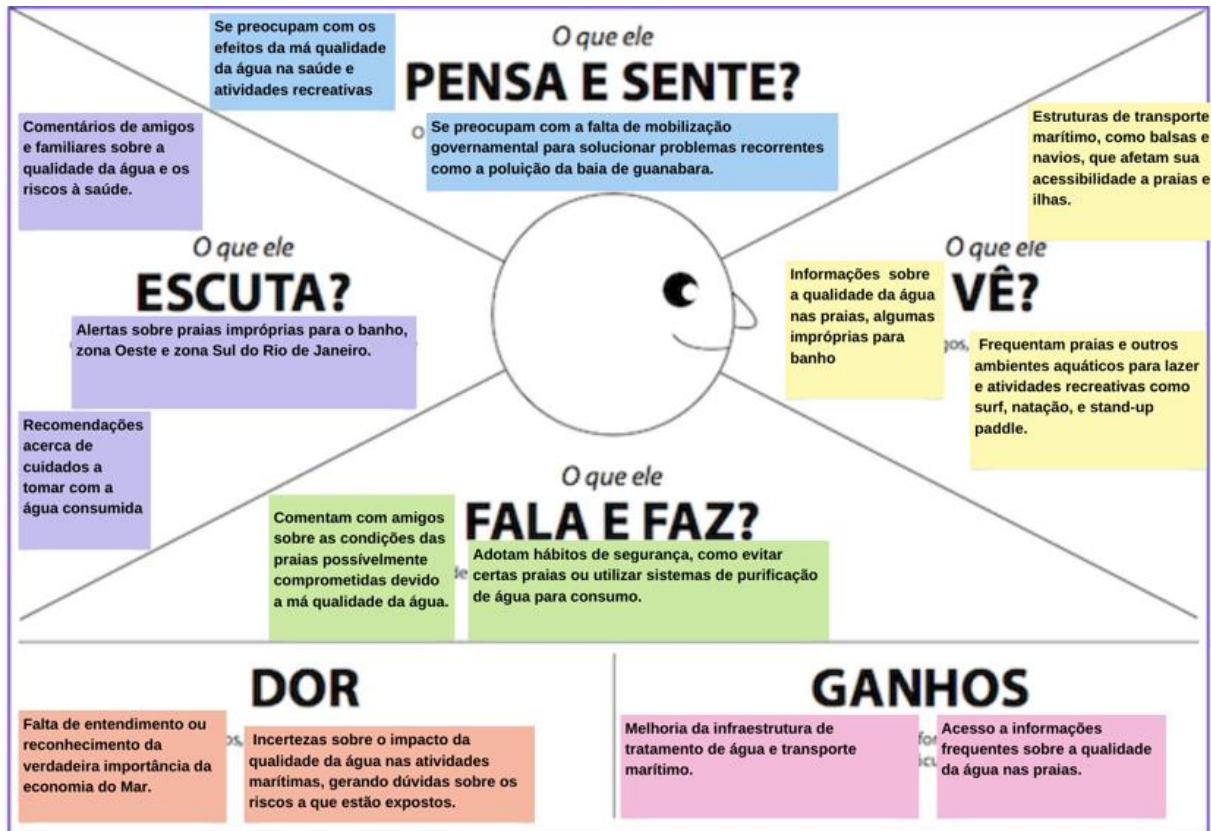 O que ele
PENSA E SENTE?
Se preocupam com os
efeitos da má qualidade
da água na saúde e
atividades recreativas
Se preocupam com a falta de mobilização
governamental para solucionar problemas recorrentes
como a poluição da baia de guanabara.
Comentários de amigos
e familiares sobre a
qualidade da água e os
riscos à saúde.
O que ele
ESCUTA?
Alertas sobre praias impróprias para o banho,
zona Oeste e zona Sul do Rio de Janeiro.
Recomendações
acerca de
cuidados a
tomar com a
água consumida
Estruturas de transporte
marítimo, como balsas e
navios, que afetam sua
acessibilidade a praias e
ilhas.
O que ele
VÊ?
Informações sobre
a qualidade da água
nas praias, algumas
impróprias para
banho
Frequentam praias e outros
ambientes aquáticos para lazer
e atividades recreativas como
surf, natação, e stand-up
paddle.
O que ele
FALA E FAZ?
Comentam com amigos
sobre as condições das
praias possívelmente
comprometidas devido
a má qualidade da água.
Adotam hábitos de segurança, como evitar
certas praias ou utilizar sistemas de purificação
de água para consumo.
DOR
Falta de entendimento ou
reconhecimento da
verdadeira importância da
economia do Mar.
Incertezas sobre o impacto da
qualidade da água nas atividades
marítimas, gerando dúvidas sobre os
riscos a que estão expostos.
GANHOS
Melhoria da infraestrutura de
tratamento de água e transporte
marítimo.
Acesso a informações
frequentes sobre a qualidade
da água nas praias.